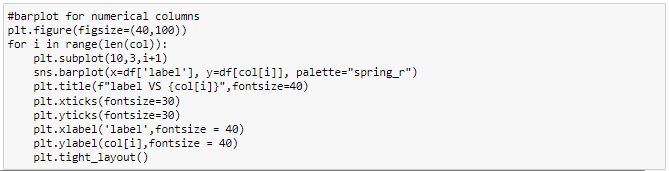 #barplot for numerical columns
plt.figure(figsize=(40,100))
for i in range(len(col)):
    plt.subplot(10,3,i+1)
    sns.barplot(x=df['label'], y=df[col[i]], palette="spring_r")
    plt.title(f"label VS {col[i]}",fontsize=40)
    plt.xticks(fontsize=30)
    plt.yticks(fontsize=30)
    plt.xlabel('label',fontsize = 40)
    plt.ylabel(col[i],fontsize = 40)
    plt.tight_layout()